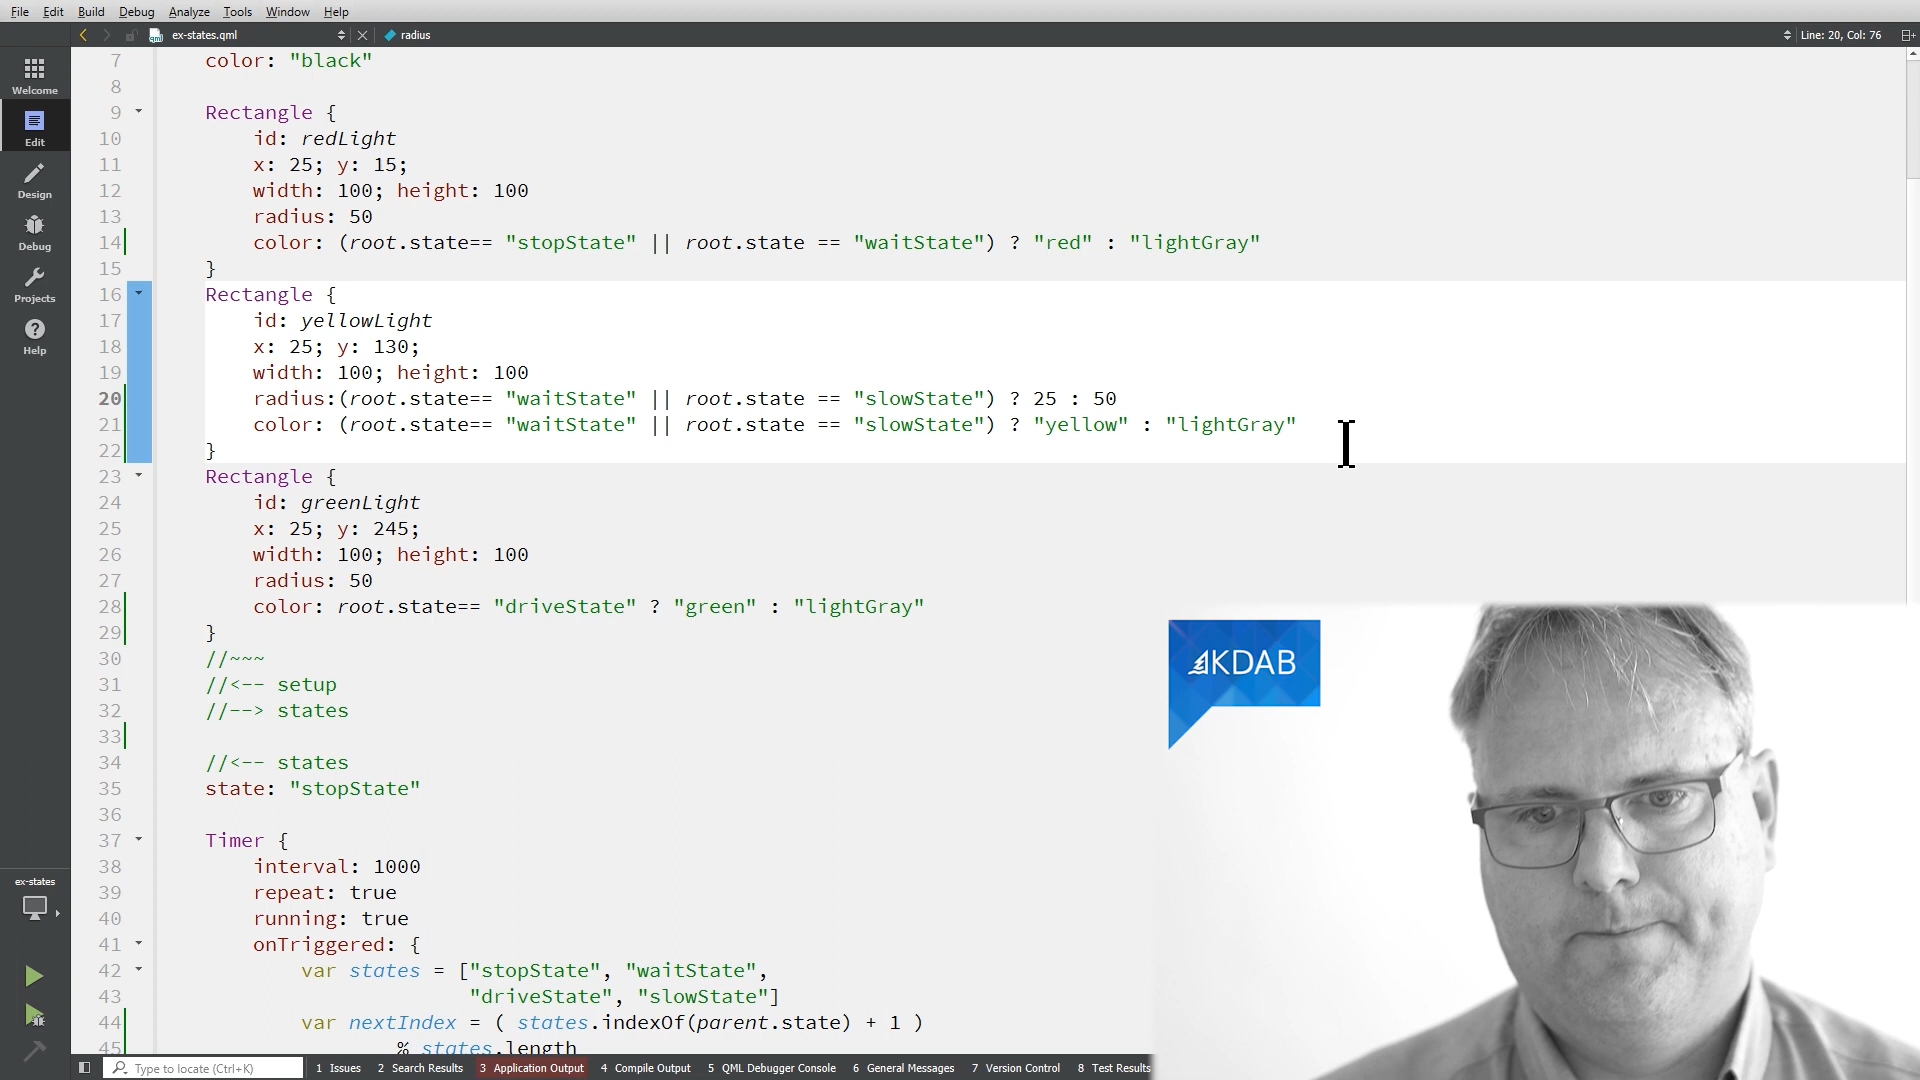 File Edit Build Debug Analyze Tools Window Help
ex-states.qml radius Line: 20, Col: 76
7 color: "black"
8
9 Rectangle {
10 id: redLight
11 x: 25; y: 15;
12 width: 100; height: 100
13 radius: 50
14 color: (root.state== "stopState" || root.state == "waitState") ? "red" : "lightGray"
15 }
16 Rectangle {
17 id: yellowLight
18 x: 25; y: 130;
19 width: 100; height: 100
20 radius:(root.state== "waitState" || root.state == "slowState") ? 25 : 50
21 color: (root.state== "waitState" || root.state == "slowState") ? "yellow" : "lightGray"
22 }
23 Rectangle {
24 id: greenLight
25 x: 25; y: 245;
26 width: 100; height: 100
27 radius: 50
28 color: root.state== "driveState" ? "green" : "lightGray"
29 }
30 //~~~
31 //<-- setup
32 //--> states
33
34 //<-- states
35 state: "stopState"
36
37 Timer {
38 interval: 1000
39 repeat: true
40 running: true
41 onTriggered: {
42 var states = ["stopState", "waitState",
43 "driveState", "slowState"]
44 var nextIndex = ( states.indexOf(parent.state) + 1 )
45 % states.length
Welcome
Edit
Design
Debug
Projects
Help
ex-states
KDAB
Type to locate (Ctrl+K) 1 Issues 2 Search Results 3 Application Output 4 Compile Output 5 QML Debugger Console 6 General Messages 7 Version Control 8 Test Results